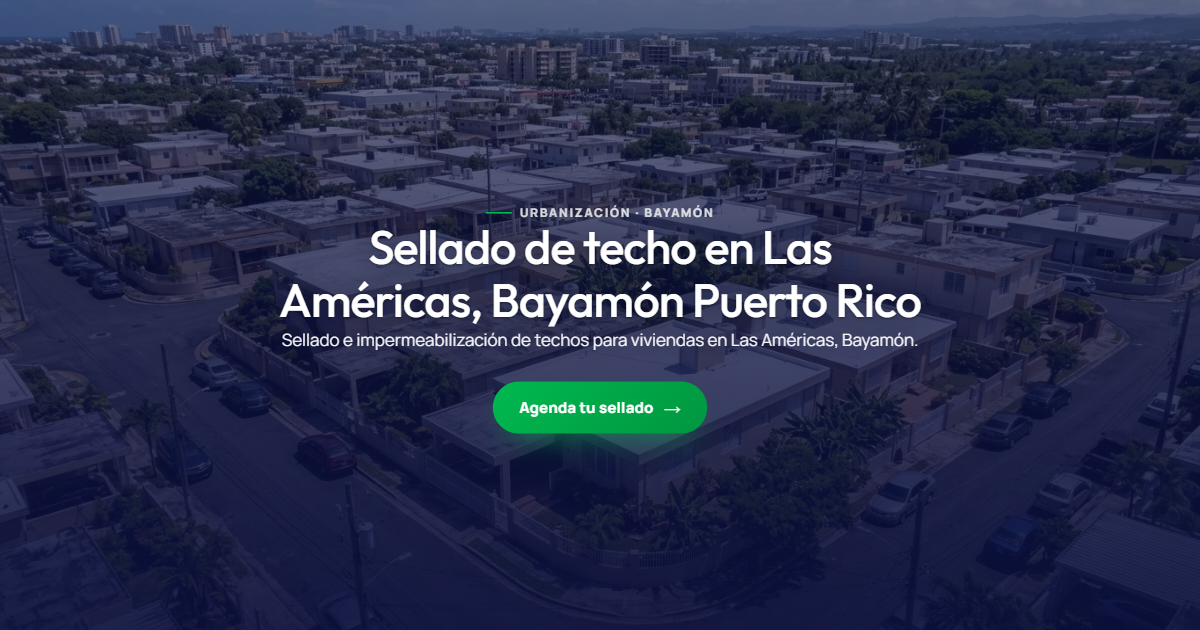 URBANIZACIÓN · BAYAMÓN
Sellado de techo en Las
Américas, Bayamón Puerto Rico
Sellado e impermeabilización de techos para viviendas en Las Américas, Bayamón.
Agenda tu sellado →